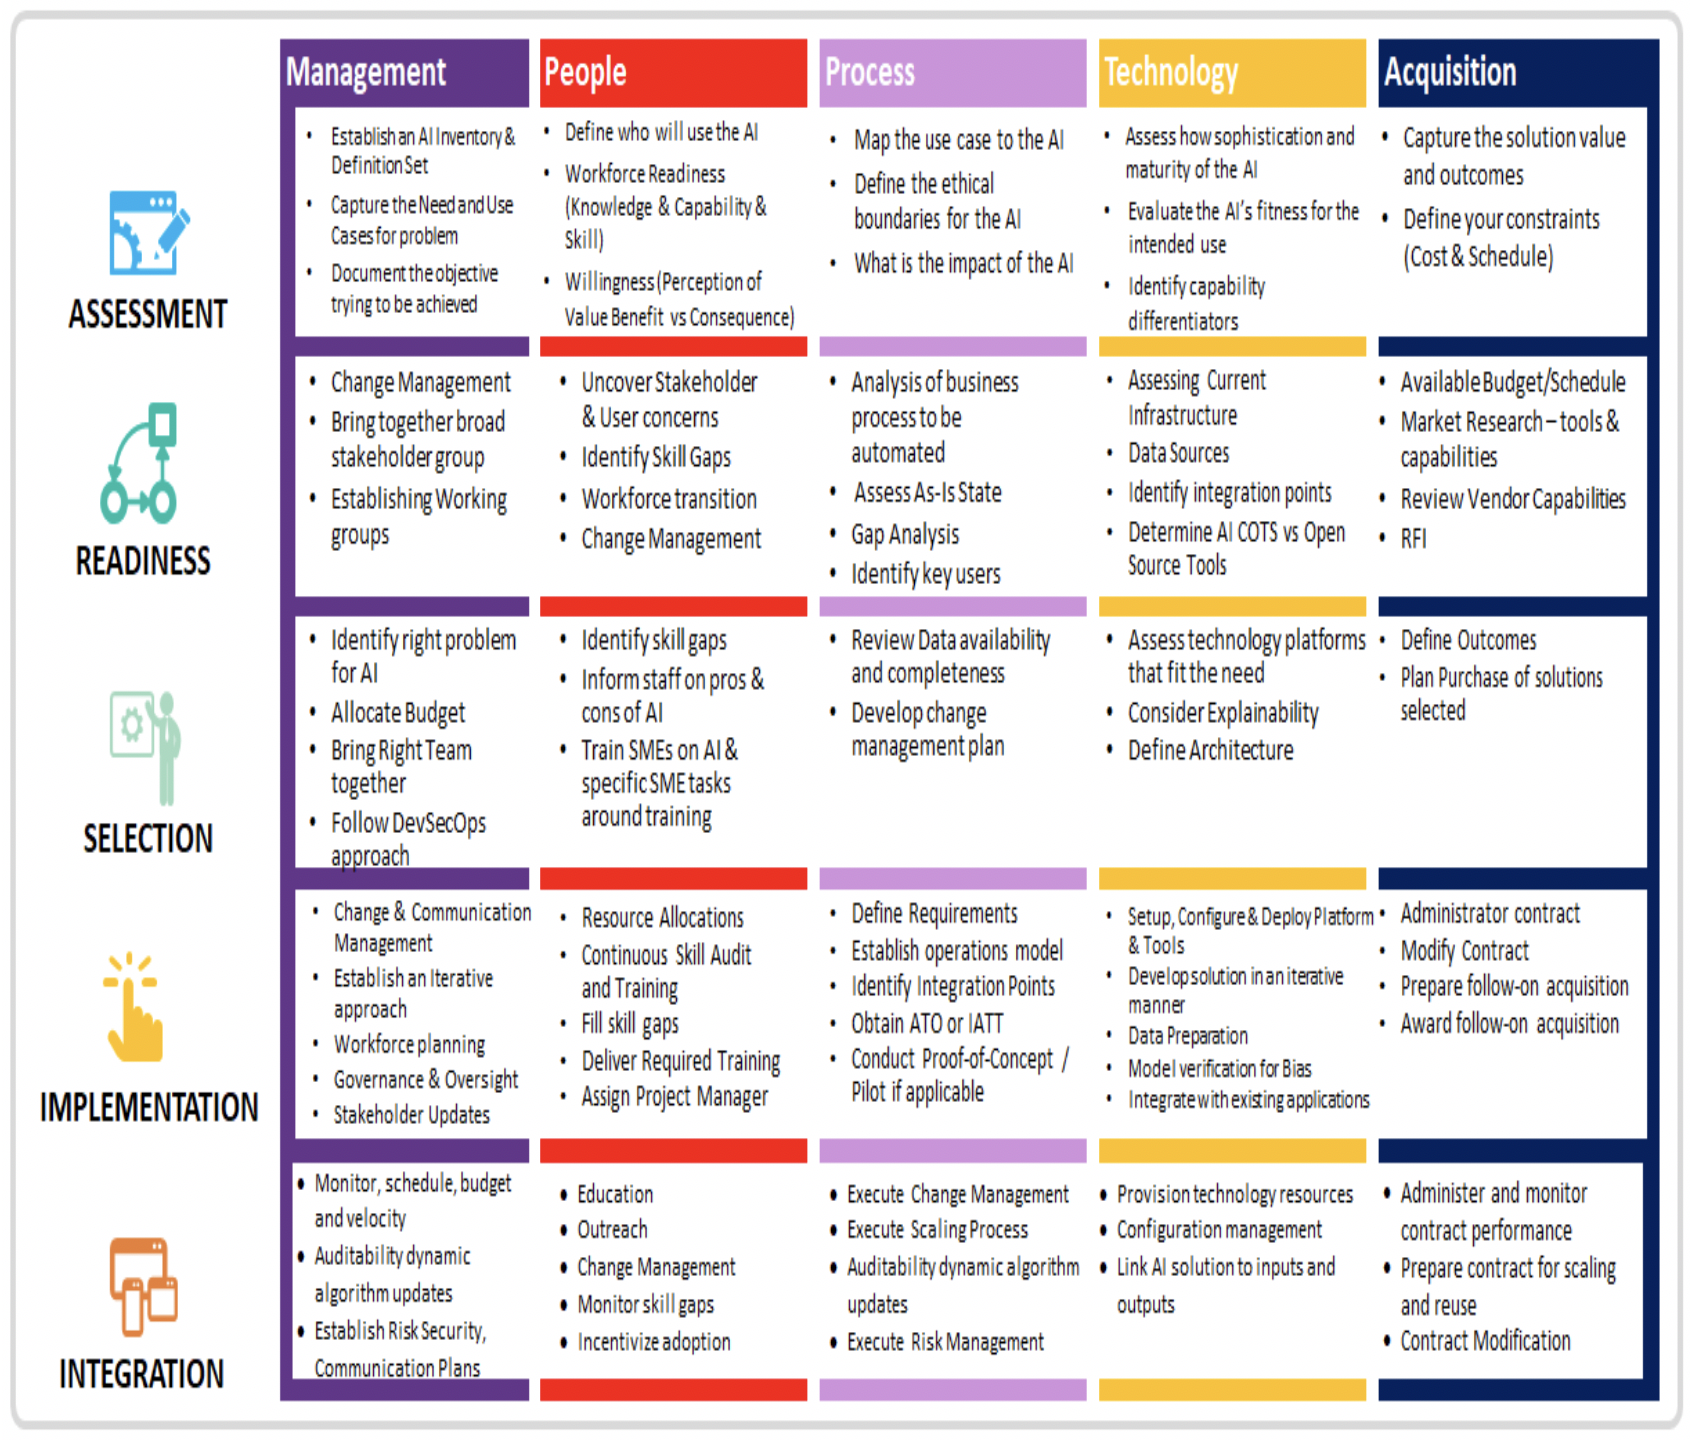 Management
People
Process
Technology
Acquisition
ASSESSMENT
• Establish an AI Inventory &
Definition Set
• Capture the Need and Use
Cases for problem
• Document the objective
trying to be achieved
• Define who will use the AI
• Workforce Readiness
(Knowledge & Capability &
Skill)
• Willingness (Perception of
Value Benefit vs Consequence)
• Map the use case to the AI
• Define the ethical
boundaries for the AI
• What is the impact of the AI
• Assess how sophistication and
maturity of the AI
• Evaluate the AI's fitness for the
intended use
• Identify capability
differentiators
• Capture the solution value
and outcomes
• Define your constraints
(Cost & Schedule)
READINESS
• Change Management
• Bring together broad
stakeholder group
• Establishing Working
groups
• Uncover Stakeholder
& User concerns
• Identify Skill Gaps
• Workforce transition
• Change Management
• Analysis of business
process to be
automated
• Assess As-Is State
• Gap Analysis
• Identify key users
• Assessing Current
Infrastructure
• Data Sources
• Identify integration points
• Determine AI COTS vs Open
Source Tools
• Available Budget/Schedule
• Market Research – tools &
capabilities
• Review Vendor Capabilities
• RFI
SELECTION
• Identify right problem
for AI
• Allocate Budget
• Bring Right Team
together
• Follow DevSecOps
approach
• Identify skill gaps
• Inform staff on pros &
cons of AI
• Train SMEs on AI &
specific SME tasks
around training
• Review Data availability
and completeness
• Develop change
management plan
• Assess technology platforms
that fit the need
• Consider Explainability
• Define Architecture
• Define Outcomes
• Plan Purchase of solutions
selected
IMPLEMENTATION
• Change & Communication
Management
• Establish an Iterative
approach
• Workforce planning
• Governance & Oversight
• Stakeholder Updates
• Resource Allocations
• Continuous Skill Audit
and Training
• Fill skill gaps
• Deliver Required Training
• Assign Project Manager
• Define Requirements
• Establish operations model
• Identify Integration Points
• Obtain ATO or IATT
• Conduct Proof-of-Concept /
Pilot if applicable
• Setup, Configure & Deploy Platform
& Tools
• Develop solution in an iterative
manner
• Data Preparation
• Model verification for Bias
• Integrate with existing applications
• Administrator contract
• Modify Contract
• Prepare follow-on acquisition
• Award follow-on acquisition
INTEGRATION
• Monitor, schedule, budget
and velocity
• Auditability dynamic
algorithm updates
• Establish Risk Security,
Communication Plans
• Education
• Outreach
• Change Management
• Monitor skill gaps
• Incentivize adoption
• Execute Change Management
• Execute Scaling Process
• Auditability dynamic algorithm
updates
• Execute Risk Management
• Provision technology resources
• Configuration management
• Link AI solution to inputs and
outputs
• Administer and monitor
contract performance
• Prepare contract for scaling
and reuse
• Contract Modification